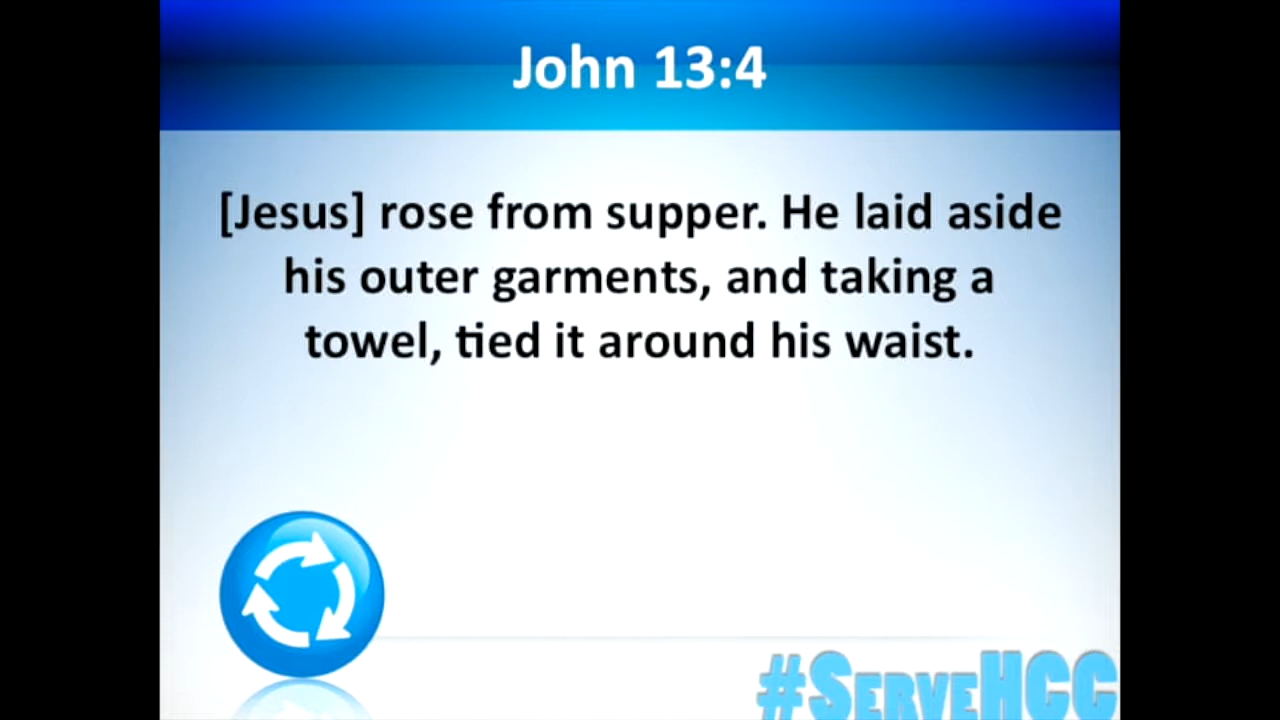 John 13:4
[Jesus] rose from supper. He laid aside
his outer garments, and taking a
towel, tied it around his waist.
#SERVEHCC